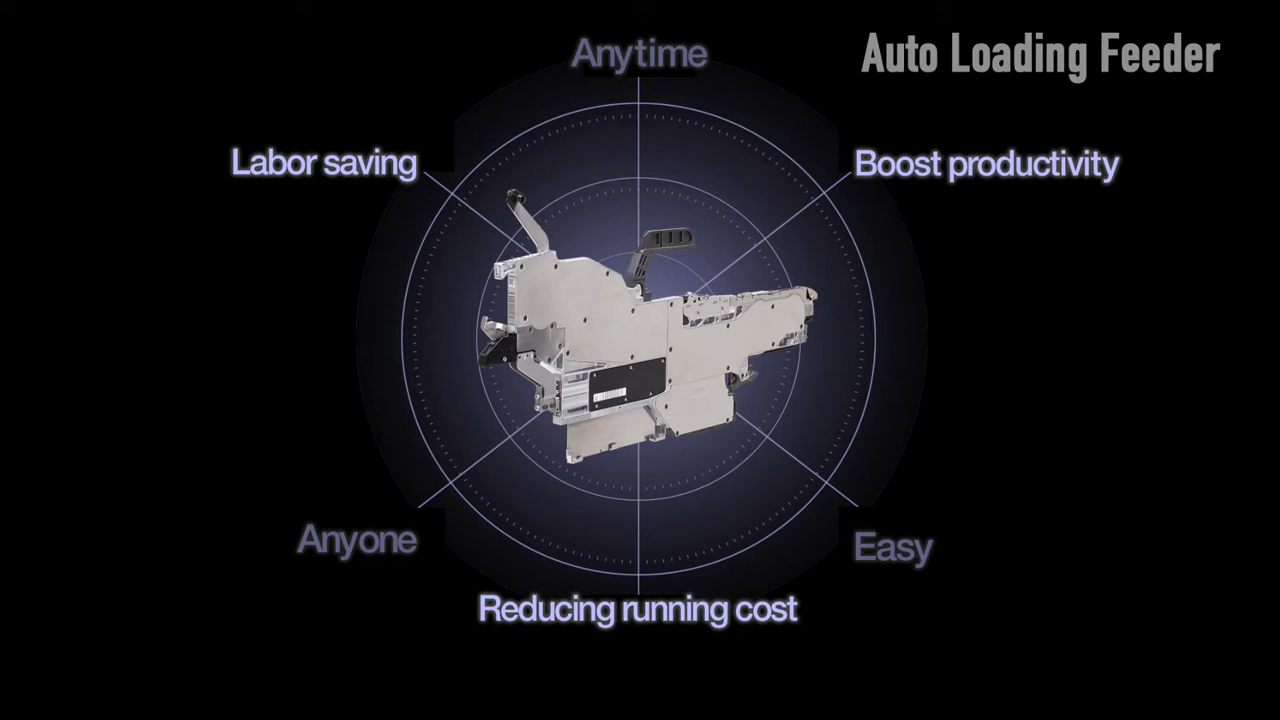 Anytime
Auto Loading Feeder
Labor saving
Boost productivity
Anyone
Easy
Reducing running cost